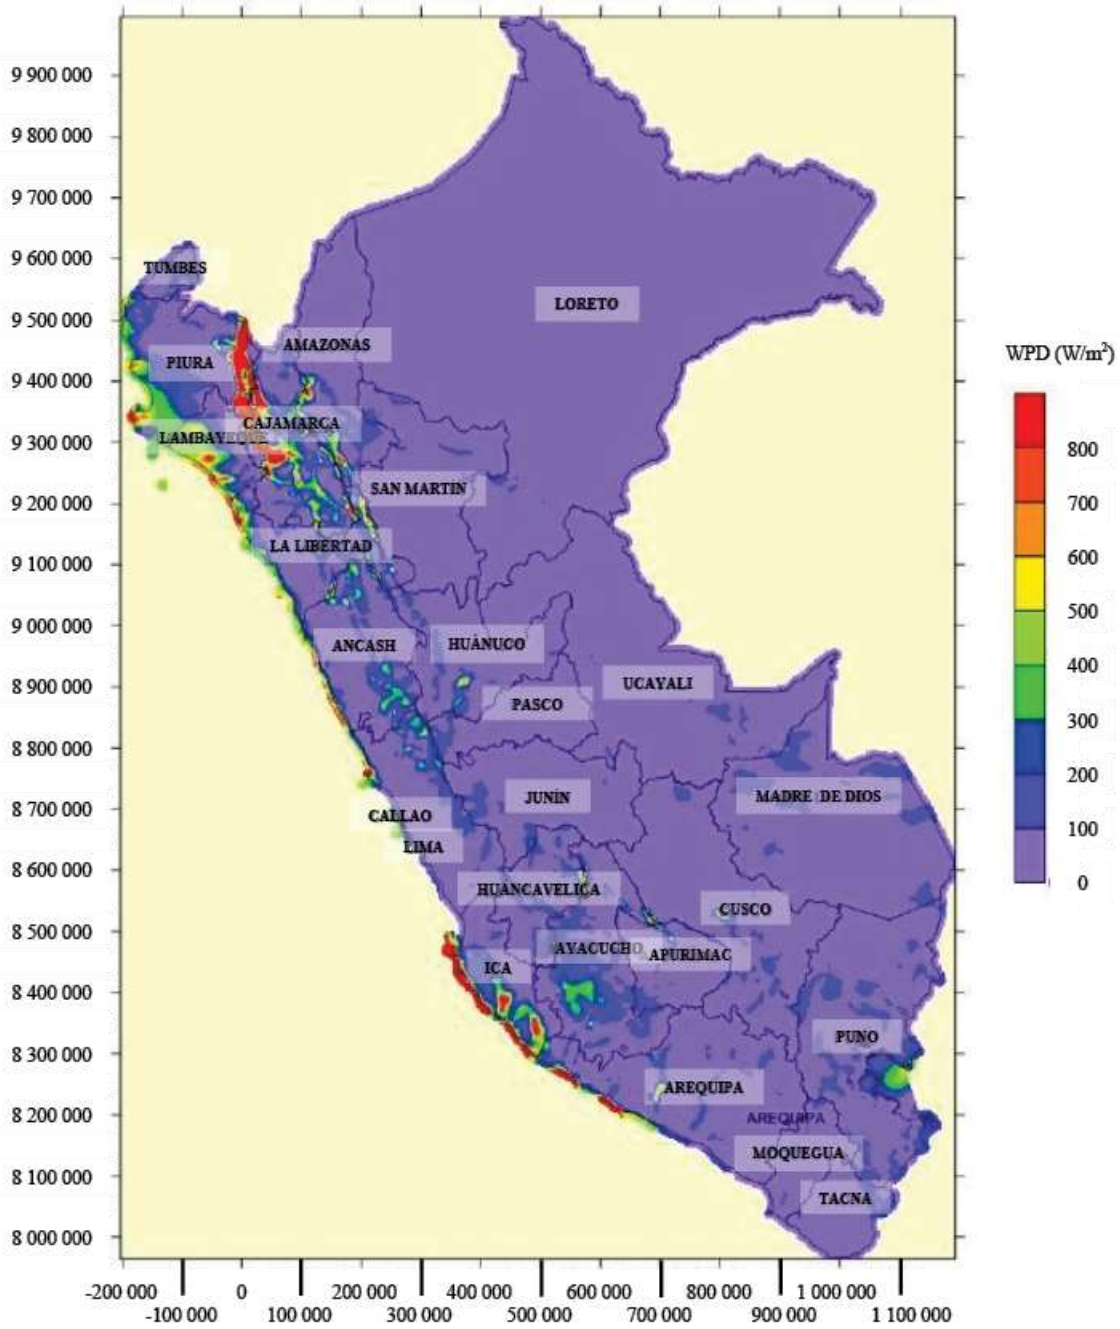 9 900 000
9 800 000
9 700 000
9 600 000
9 500 000
9 400 000
9 300 000
9 200 000
9 100 000
9 000 000
8 900 000
8 800 000
8 700 000
8 600 000
8 500 000
8 400 000
8 300 000
8 200 000
8 100 000
8 000 000
TUMBES
LORETO
AMAZONAS
PIURA
CAJAMARCA
LAMBAYEQUE
SAN MARTIN
LA LIBERTAD
ANCASH
HUÁNUCO
UCAYALI
PASCO
JUNÍN
MADRE DE DIOS
CALLAO
LIMA
HUANCAVELICA
CUSCO
AYACUCHO
APURIMAC
ICA
PUNO
AREQUIPA
AREQUIPA
MOQUEGUA
TACNA
WPD (W/m²)
800
700
600
500
400
300
200
100
0
-200 000
0
200 000
400 000
600 000
800 000
1 000 000
-100 000
100 000
300 000
500 000
700 000
900 000
1 100 000